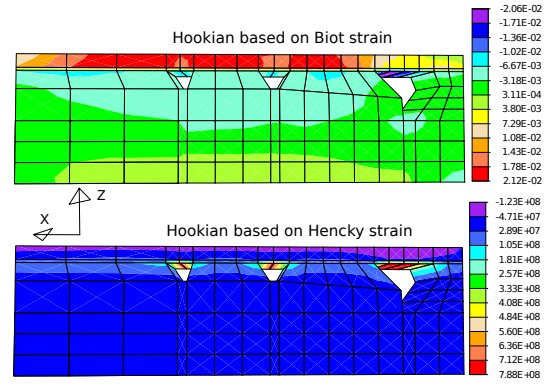 Hookian based on Biot strain
-2.06E-02
-1.71E-02
-1.36E-02
-1.02E-02
-6.67E-03
-3.18E-03
3.11E-04
3.80E-03
7.29E-03
1.08E-02
1.43E-02
1.78E-02
2.12E-02
Z
X
Hookian based on Hencky strain
-1.23E+08
-4.71E+07
2.89E+07
1.05E+08
1.81E+08
2.57E+08
3.33E+08
4.08E+08
4.84E+08
5.60E+08
6.36E+08
7.12E+08
7.88E+08